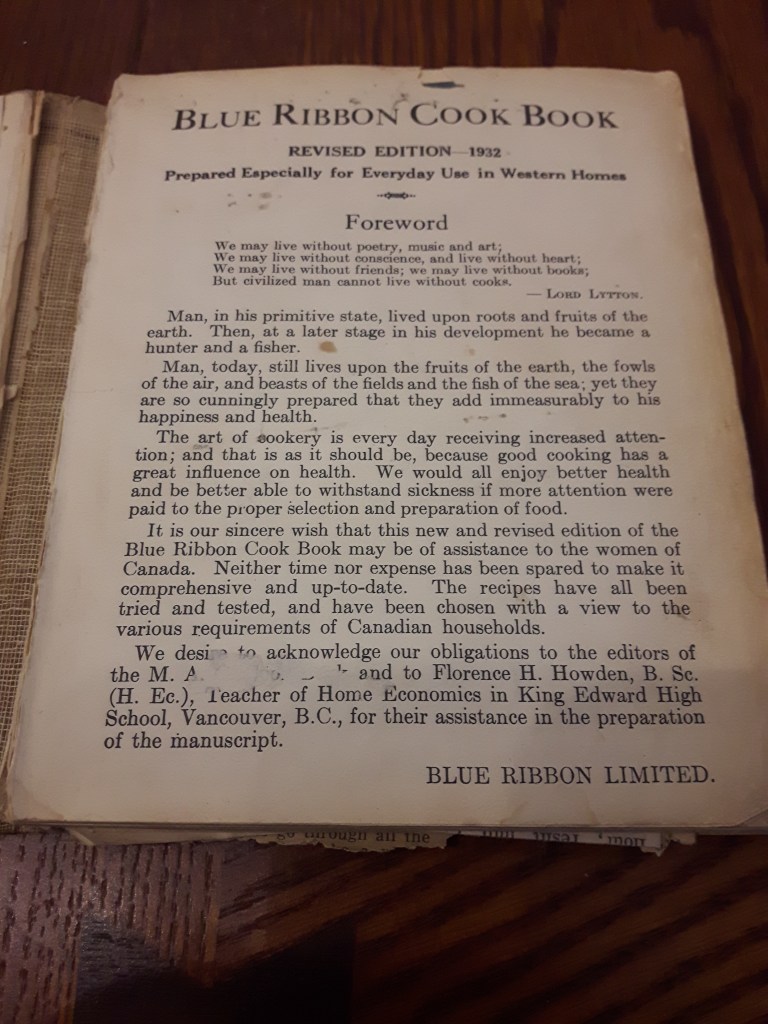 BLUE RIBBON COOK BOOK
REVISED EDITION—1932
Prepared Especially for Everyday Use in Western Homes
Foreword
We may live without poetry, music and art;
We may live without conscience, and live without heart;
We may live without friends; we may live without books;
But civilized man cannot live without cooks.
— LORD LYTTON.
Man, in his primitive state, lived upon roots and fruits of the
earth. Then, at a later stage in his development he became a
hunter and a fisher.
Man, today, still lives upon the fruits of the earth, the fowls
of the air, and beasts of the fields and the fish of the sea; yet they
are so cunningly prepared that they add immeasurably to his
happiness and health.
The art of cookery is every day receiving increased atten-
tion; and that is as it should be, because good cooking has a
great influence on health. We would all enjoy better health
and be better able to withstand sickness if more attention were
paid to the proper selection and preparation of food.
It is our sincere wish that this new and revised edition of the
Blue Ribbon Cook Book may be of assistance to the women of
Canada. Neither time nor expense has been spared to make it
comprehensive and up-to-date. The recipes have all been
tried and tested, and have been chosen with a view to the
various requirements of Canadian households.
We desire to acknowledge our obligations to the editors of
the M. A. and to Florence H. Howden, B. Sc.
(H. Ec.), Teacher of Home Economics in King Edward High
School, Vancouver, B.C., for their assistance in the preparation
of the manuscript.
BLUE RIBBON LIMITED.
go through all the